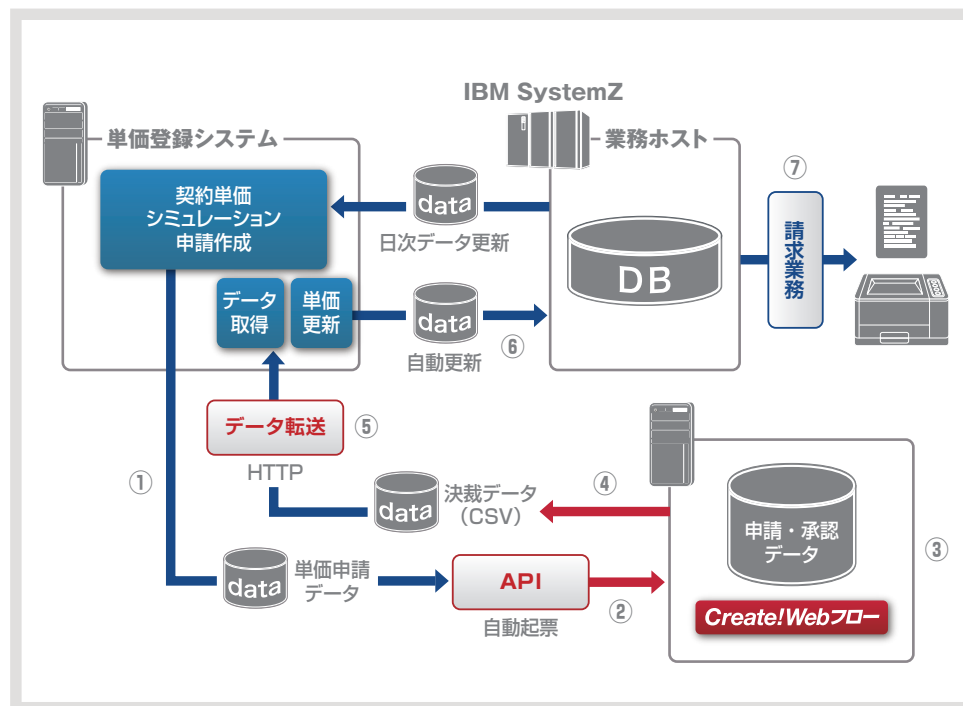 IBM SystemZ
単価登録システム
業務ホスト
⑦
契約単価
シミュレーション
申請作成
data
日次データ更新
DB
請求業務
データ
取得
単価
更新
data
自動更新
⑥
データ転送
⑤
HTTP
①
data
決裁データ
（CSV）
④
申請・承認
データ
③
data
単価申請
データ
API
自動起票
②
Create!Webフロー